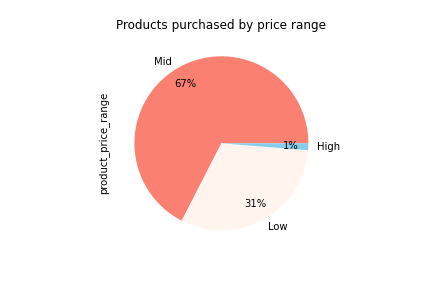 Products purchased by price range
Mid
67%
product_price_range
1%
High
31%
Low